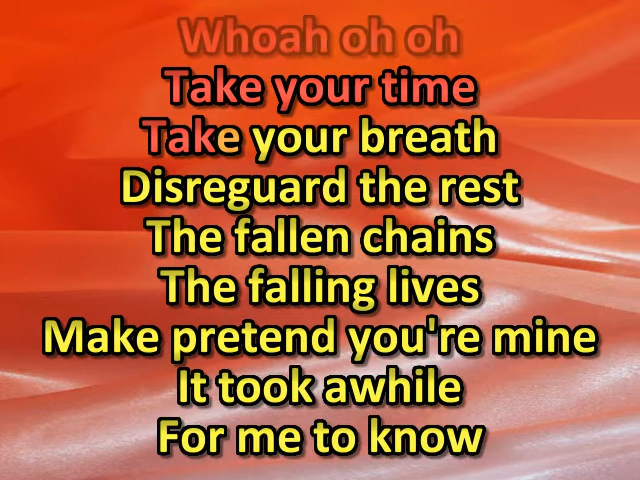 Whoah oh oh
Take your time
Take your breath
Disreguard the rest
The fallen chains
The falling lives
Make pretend you're mine
It took awhile
For me to know